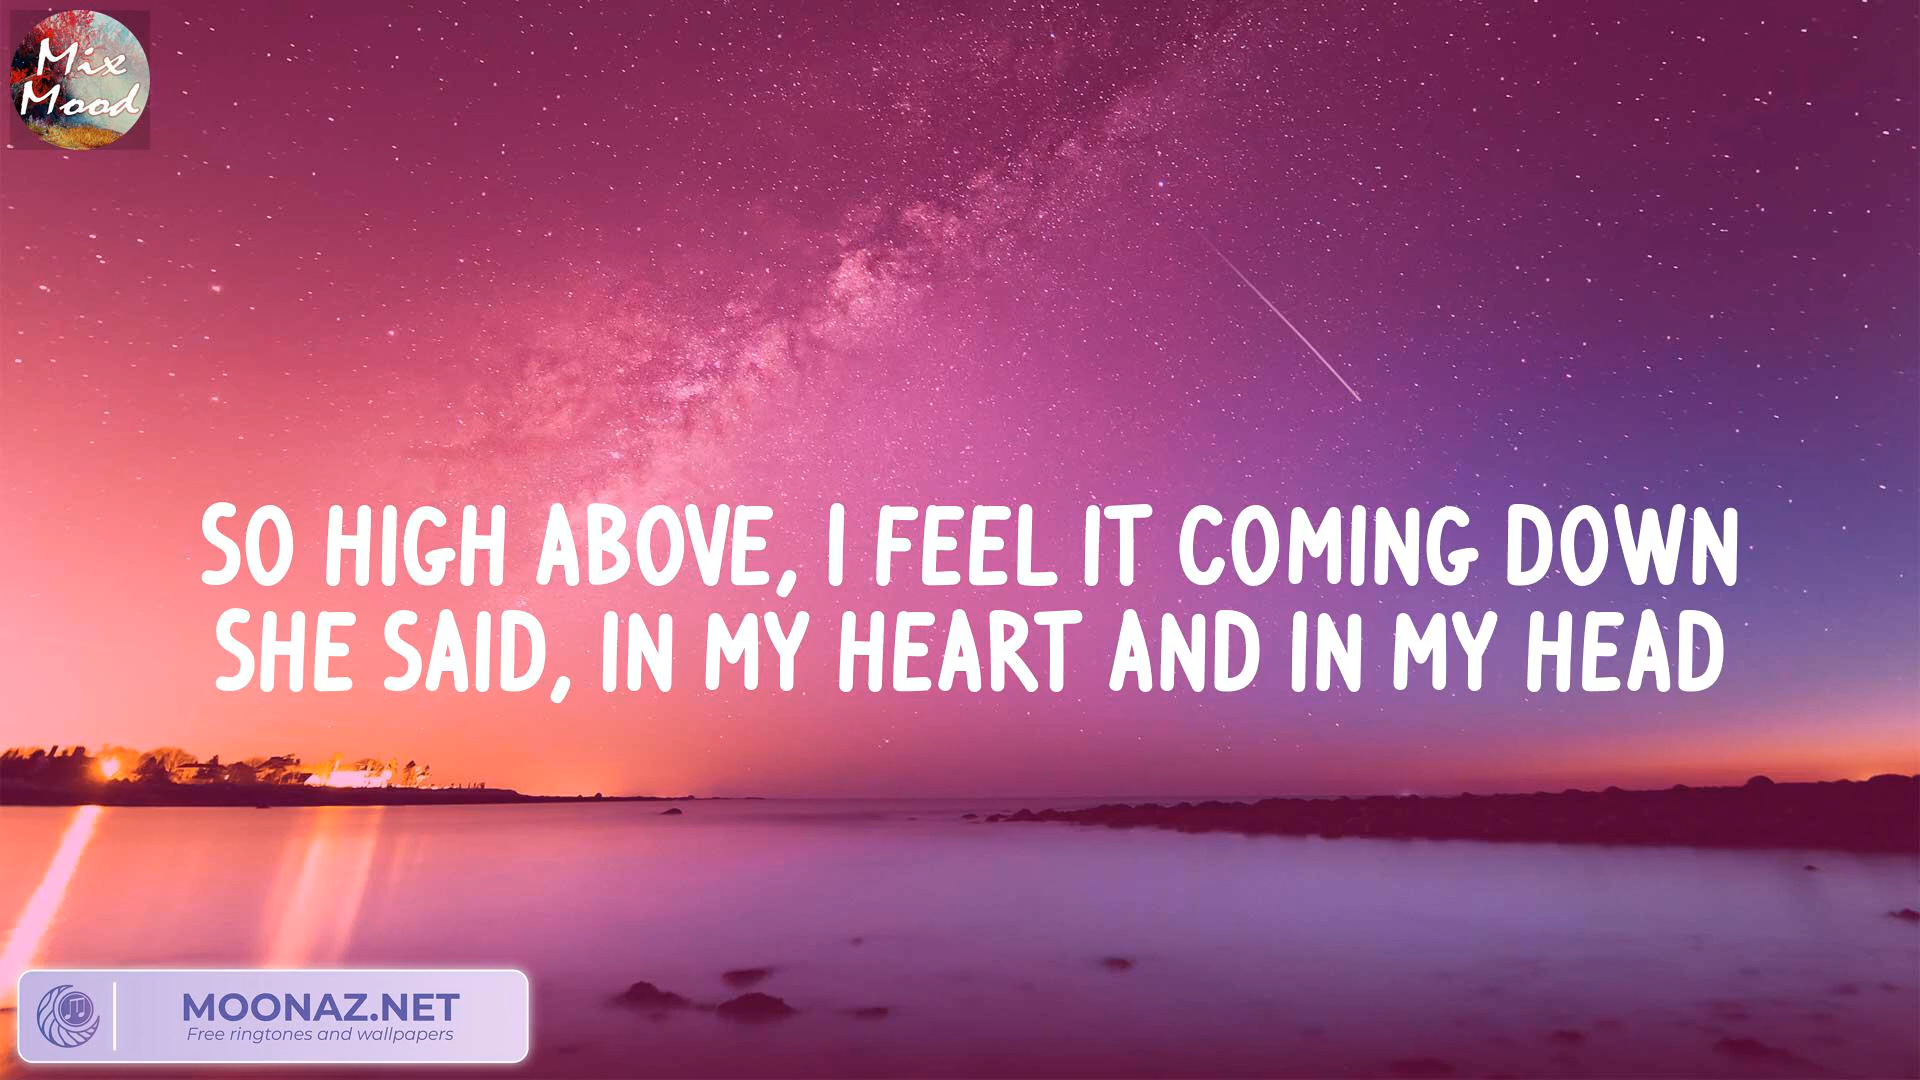 Mix
Mood
SO HIGH ABOVE, I FEEL IT COMING DOWN
SHE SAID, IN MY HEART AND IN MY HEAD
MOONAZ.NET
Free ringtones and wallpapers